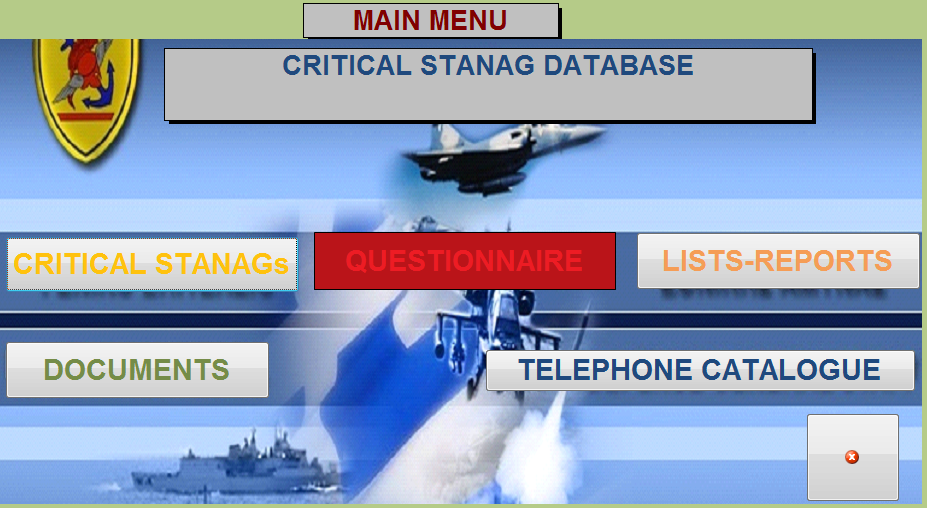 MAIN MENU
CRITICAL STANAG DATABASE
CRITICAL STANAGs
QUESTIONNAIRE
LISTS-REPORTS
DOCUMENTS
TELEPHONE CATALOGUE